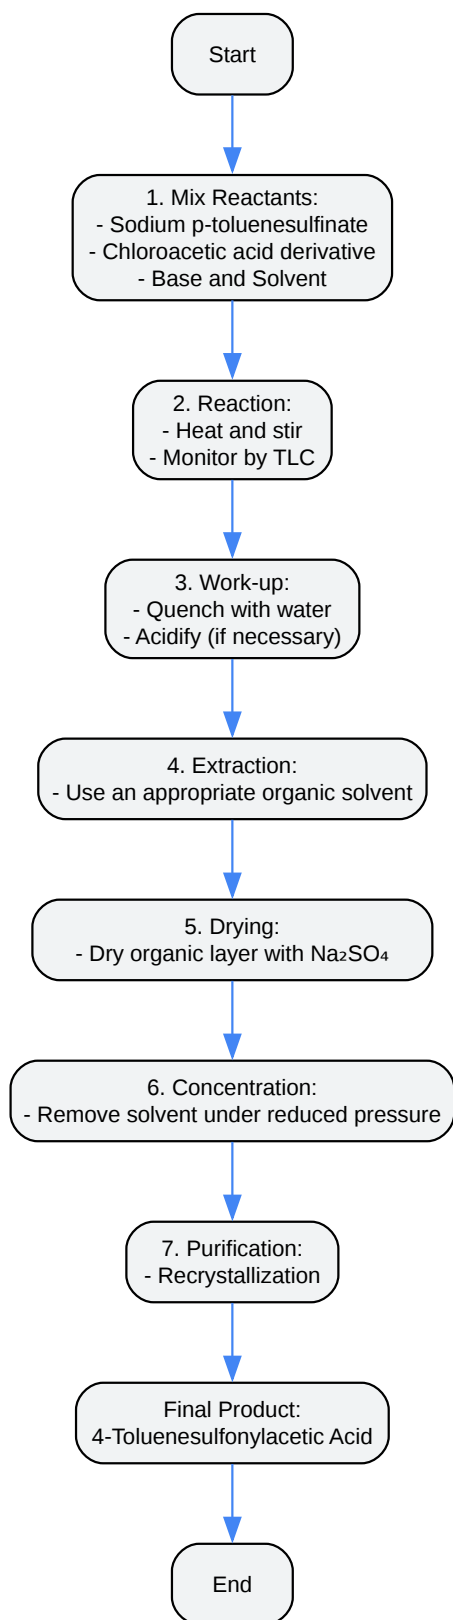 Start
1. Mix Reactants:
- Sodium p-toluenesulfinate
- Chloroacetic acid derivative
- Base and Solvent
2. Reaction:
- Heat and stir
- Monitor by TLC
3. Work-up:
- Quench with water
- Acidify (if necessary)
4. Extraction:
- Use an appropriate organic solvent
5. Drying:
- Dry organic layer with Na₂SO₄
6. Concentration:
- Remove solvent under reduced pressure
7. Purification:
- Recrystallization
Final Product:
4-Toluenesulfonylacetic Acid
End